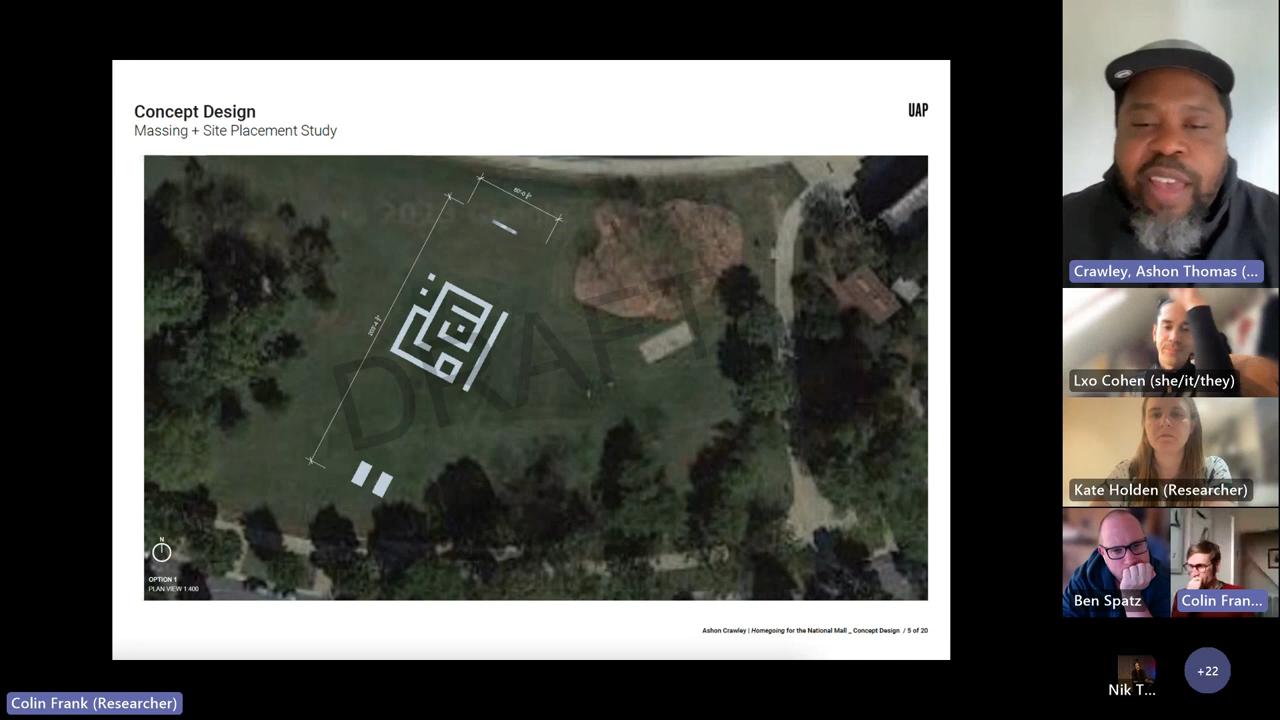 Concept Design
UAP
Massing + Site Placement Study
DRAFT
N
OPTION 1
PLAN VIEW 1:400
Ashon Crawley | Homegoing for the National Mall _ Concept Design / 5 of 20
Crawley, Ashon Thomas (...
Lxo Cohen (she/it/they)
Kate Holden (Researcher)
Ben Spatz
Colin Fran...
Nik T...
+22
Colin Frank (Researcher)